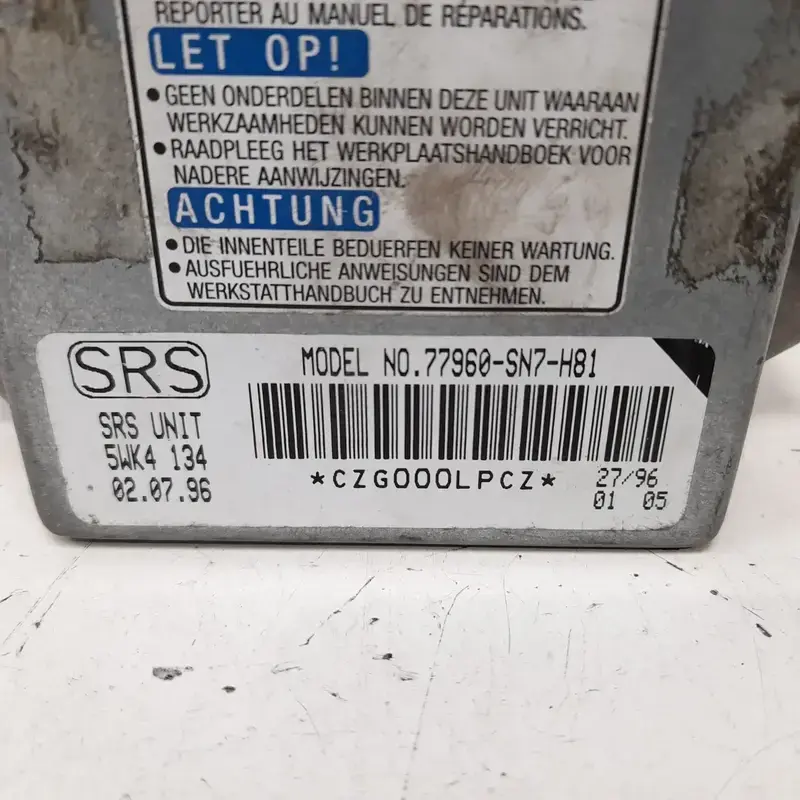 REPORTER AU MANUEL DE RÉPARATIONS.
LET OP!
• GEEN ONDERDELEN BINNEN DEZE UNIT WAARAAN
WERKZAAMHEDEN KUNNEN WORDEN VERRICHT.
• RAADPLEEG HET WERKPLAATSHANDBOEK VOOR
NADERE AANWIJZINGEN.
ACHTUNG
• DIE INNENTEILE BEDUERFEN KEINER WARTUNG.
• AUSFUEHRLICHE ANWEISUNGEN SIND DEM
WERKSTATTHANDBUCH ZU ENTNEHMEN.
SRS
MODEL NO.77960-SN7-H81
SRS UNIT
5WK4 134
02.07.96
*CZG000LPCZ*
27/96
01 05